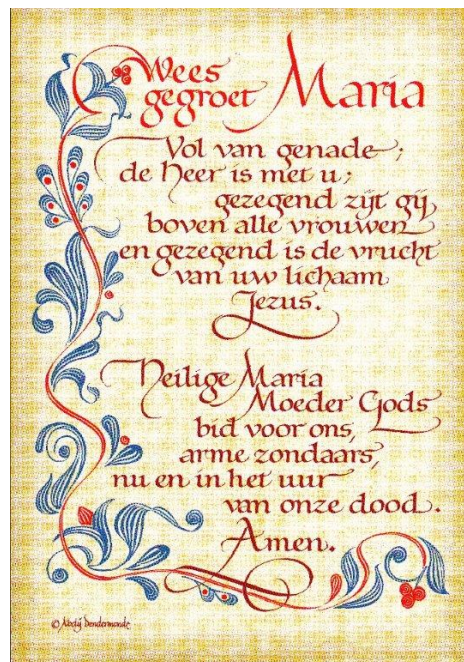 Wees
gegroet Maria
Vol van genade;
de Heer is met u;
gezegend zijt gij
boven alle vrouwen
en gezegend is de vrucht
van uw lichaam
Jezus.
Heilige Maria
Moeder Gods
bid voor ons,
arme zondaars,
nu en in het uur
van onze dood.
Amen.
© Abdij Dendermonde